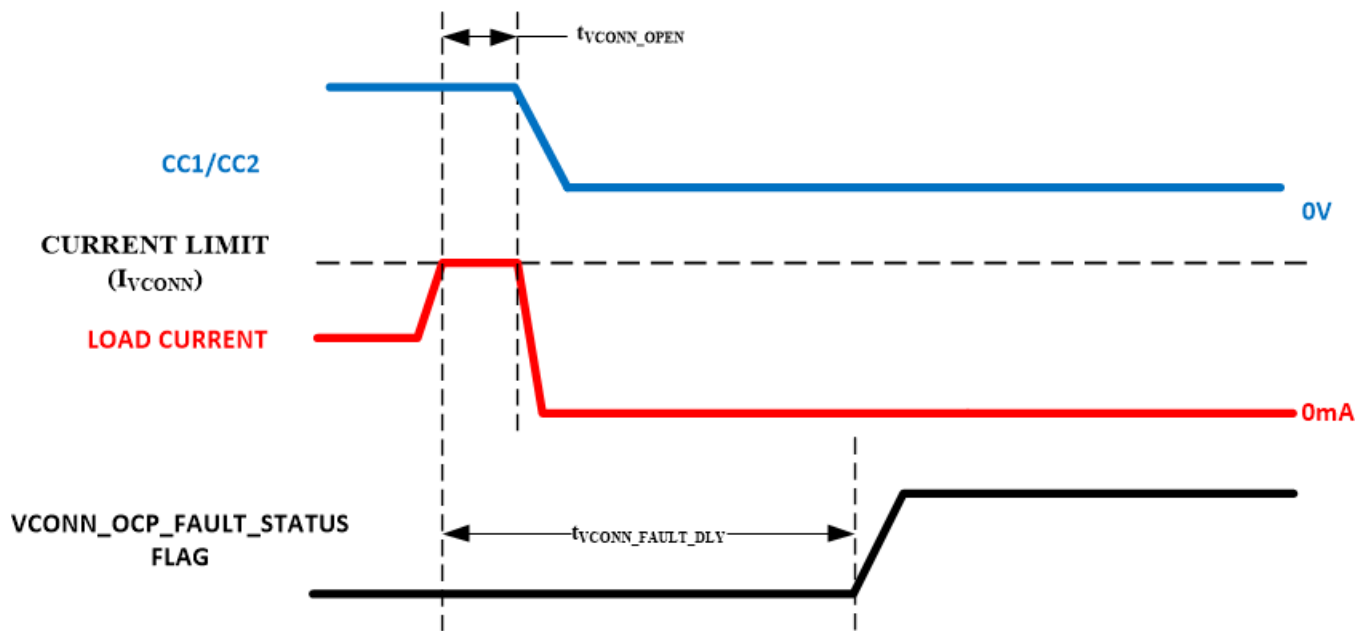 tVCONN_OPEN
CC1/CC2
0V
CURRENT LIMIT
(IVCONN)
LOAD CURRENT
0mA
VCONN_OCP_FAULT_STATUS
FLAG
tVCONN_FAULT_DLY